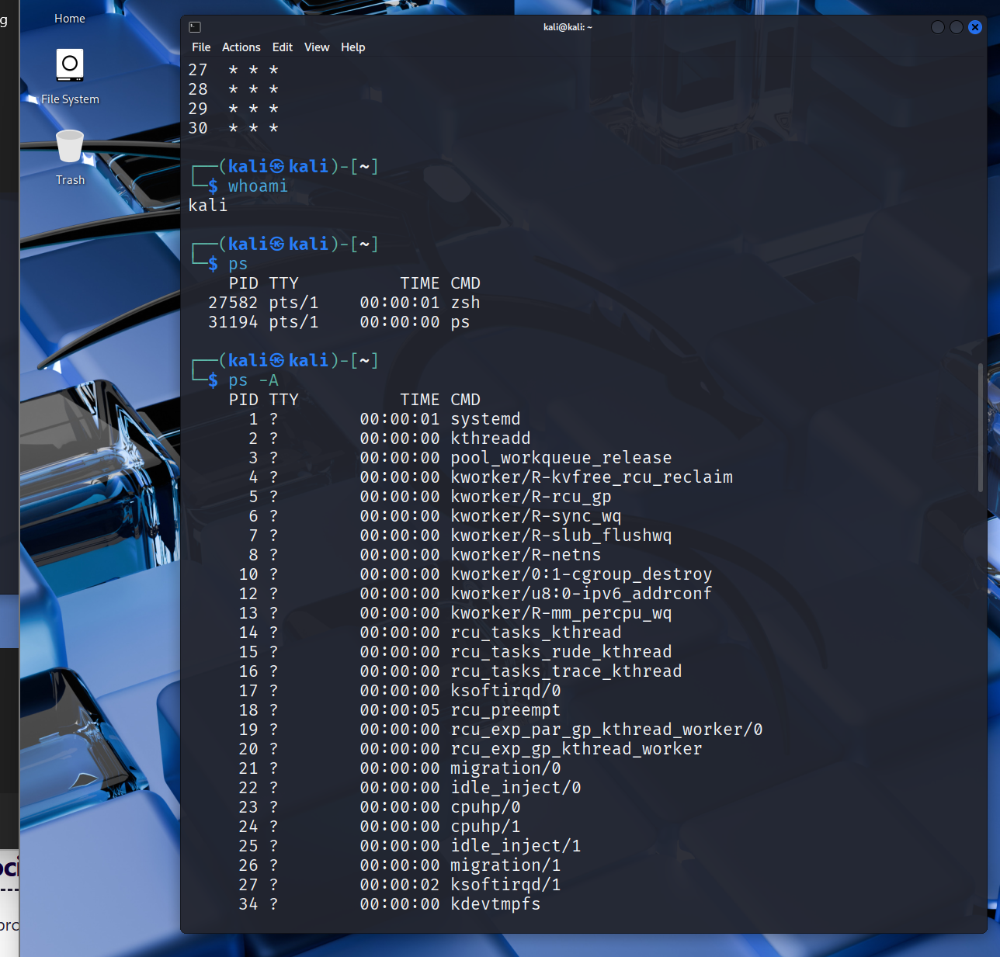 g
Home
File System
Trash
kali@kali: ~
File Actions Edit View Help
27  * * *
28  * * *
29  * * *
30  * * *
┌──(kali㉿kali)-[~]
└─$ whoami
kali
┌──(kali㉿kali)-[~]
└─$ ps
    PID TTY          TIME CMD
  27582 pts/1    00:00:01 zsh
  31194 pts/1    00:00:00 ps
┌──(kali㉿kali)-[~]
└─$ ps -A
    PID TTY          TIME CMD
      1 ?        00:00:01 systemd
      2 ?        00:00:00 kthreadd
      3 ?        00:00:00 pool_workqueue_release
      4 ?        00:00:00 kworker/R-kvfree_rcu_reclaim
      5 ?        00:00:00 kworker/R-rcu_gp
      6 ?        00:00:00 kworker/R-sync_wq
      7 ?        00:00:00 kworker/R-slub_flushwq
      8 ?        00:00:00 kworker/R-netns
     10 ?        00:00:00 kworker/0:1-cgroup_destroy
     12 ?        00:00:00 kworker/u8:0-ipv6_addrconf
     13 ?        00:00:00 kworker/R-mm_percpu_wq
     14 ?        00:00:00 rcu_tasks_kthread
     15 ?        00:00:00 rcu_tasks_rude_kthread
     16 ?        00:00:00 rcu_tasks_trace_kthread
     17 ?        00:00:00 ksoftirqd/0
     18 ?        00:00:05 rcu_preempt
     19 ?        00:00:00 rcu_exp_par_gp_kthread_worker/0
     20 ?        00:00:00 rcu_exp_gp_kthread_worker
     21 ?        00:00:00 migration/0
     22 ?        00:00:00 idle_inject/0
     23 ?        00:00:00 cpuhp/0
     24 ?        00:00:00 cpuhp/1
     25 ?        00:00:00 idle_inject/1
     26 ?        00:00:00 migration/1
     27 ?        00:00:02 ksoftirqd/1
     34 ?        00:00:00 kdevtmpfs